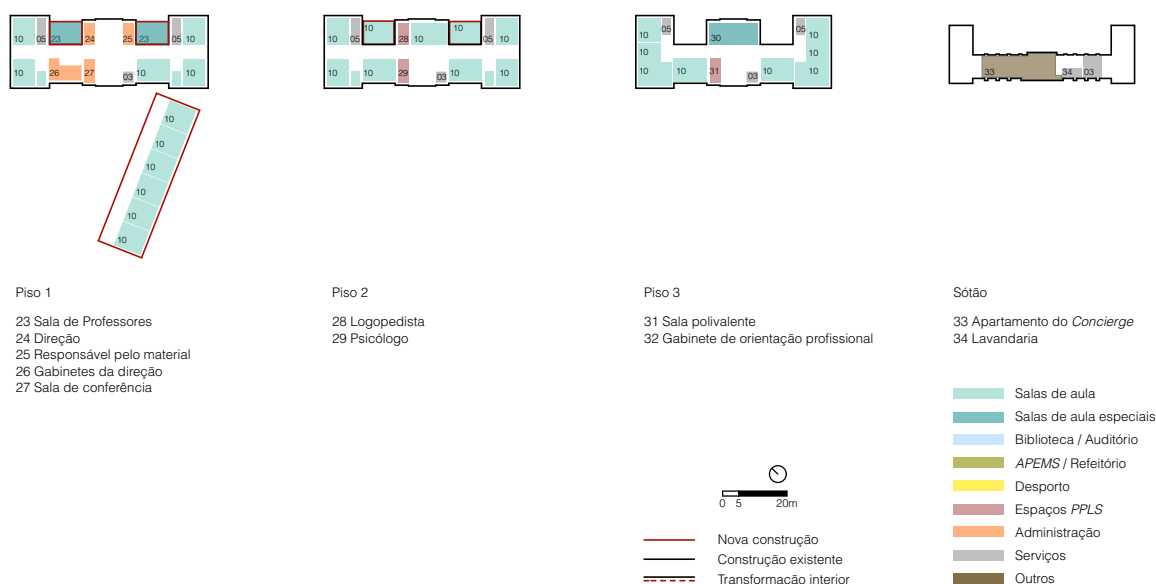 10 05 23 24 25 23 05 10
10 26 27 03 10 10
10
10
10
10
10
10
10 05 10 28 10 10 05 10
10 10 29 03 10 10
10 05 30 05 10
10 10
10 10 31 03 10 10
33 34 03
Piso 1
23 Sala de Professores
24 Direção
25 Responsável pelo material
26 Gabinetes da direção
27 Sala de conferência
Piso 2
28 Logopedista
29 Psicólogo
Piso 3
31 Sala polivalente
32 Gabinete de orientação profissional
Sótão
33 Apartamento do Concierge
34 Lavandaria
0 5 20m
Nova construção
Construção existente
Transformação interior
Salas de aula
Salas de aula especiais
Biblioteca / Auditório
APEMS / Refeitório
Desporto
Espaços PPLS
Administração
Serviços
Outros